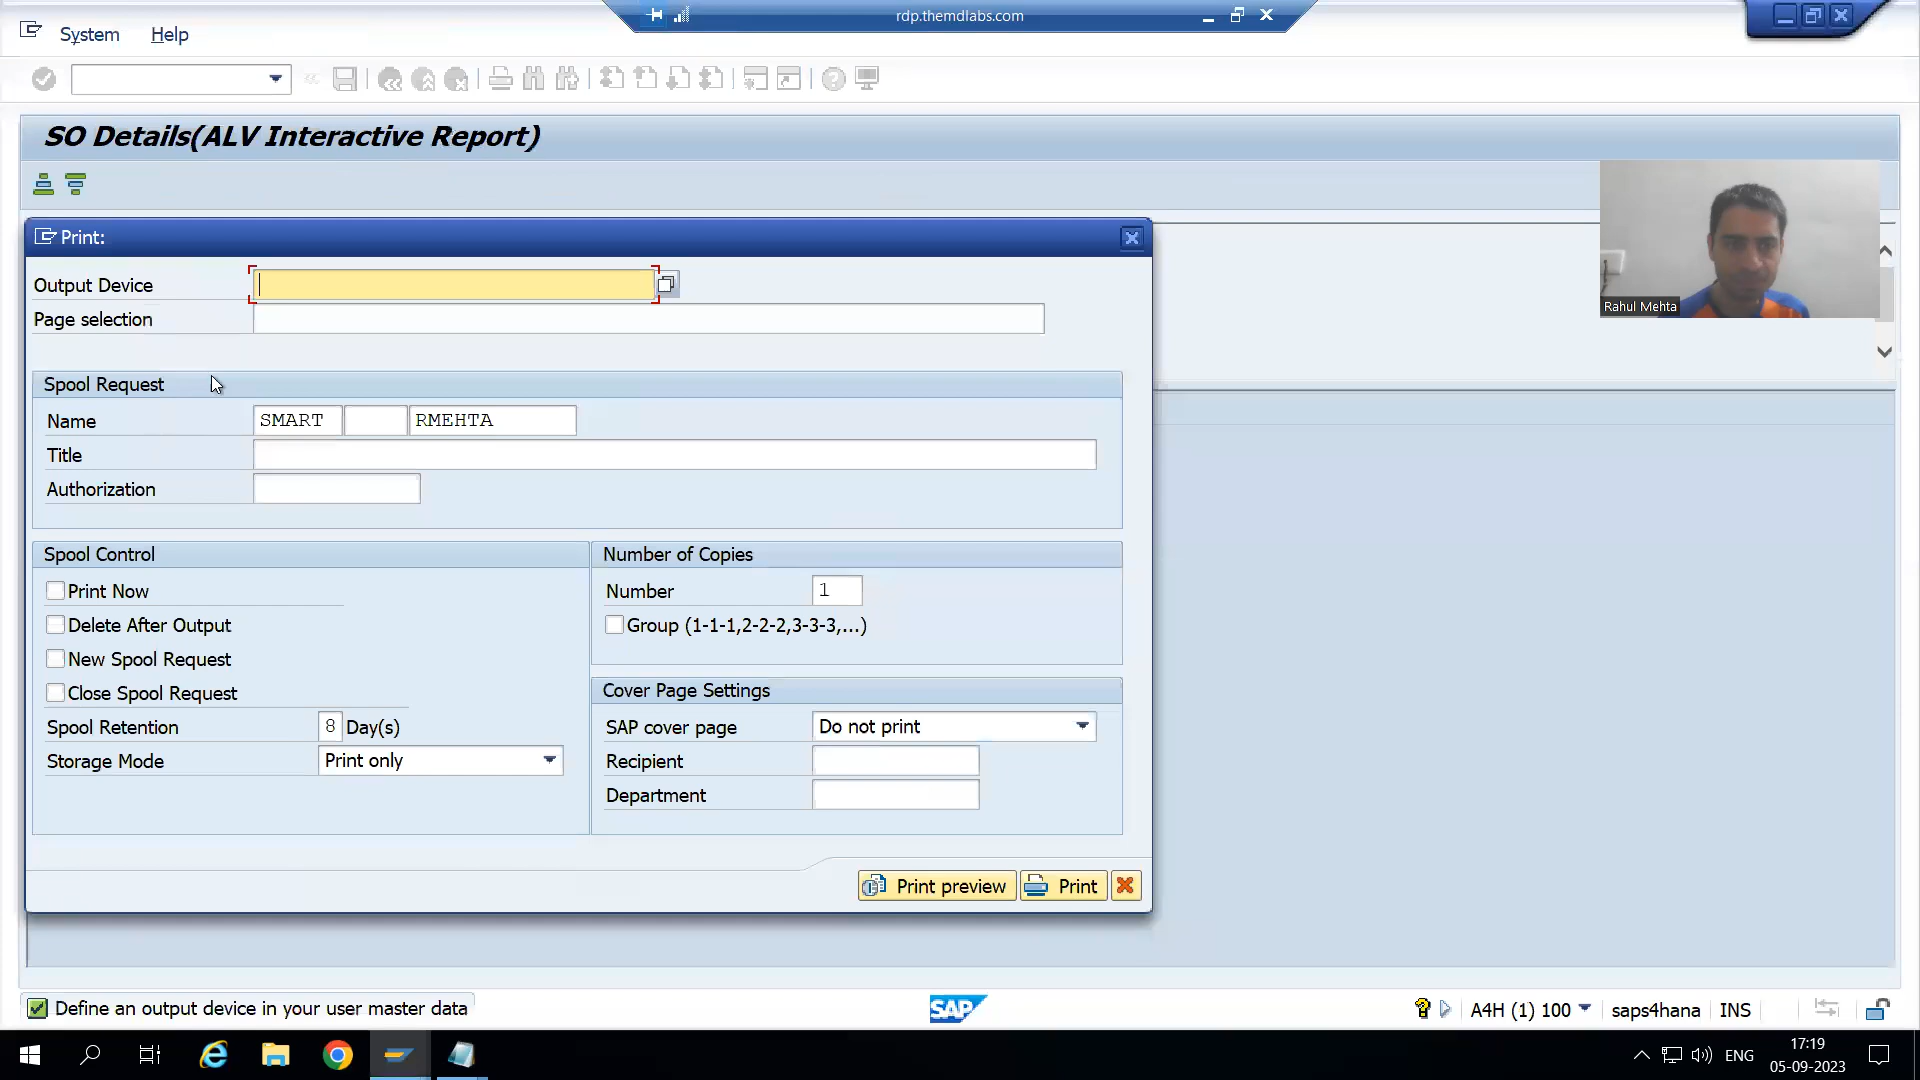 rdp.themdlabs.com
System Help
SO Details(ALV Interactive Report)
Print:
Output Device
Page selection
Rahul Mehta
Spool Request
Name SMART RMEHTA
Title
Authorization
Spool Control
Print Now
Delete After Output
New Spool Request
Close Spool Request
Spool Retention 8 Day(s)
Storage Mode Print only
Number of Copies
Number 1
Group (1-1-1,2-2-2,3-3-3,...)
Cover Page Settings
SAP cover page Do not print
Recipient
Department
Print preview Print
Define an output device in your user master data
SAP
A4H (1) 100 saps4hana INS
ENG
17:19
05-09-2023